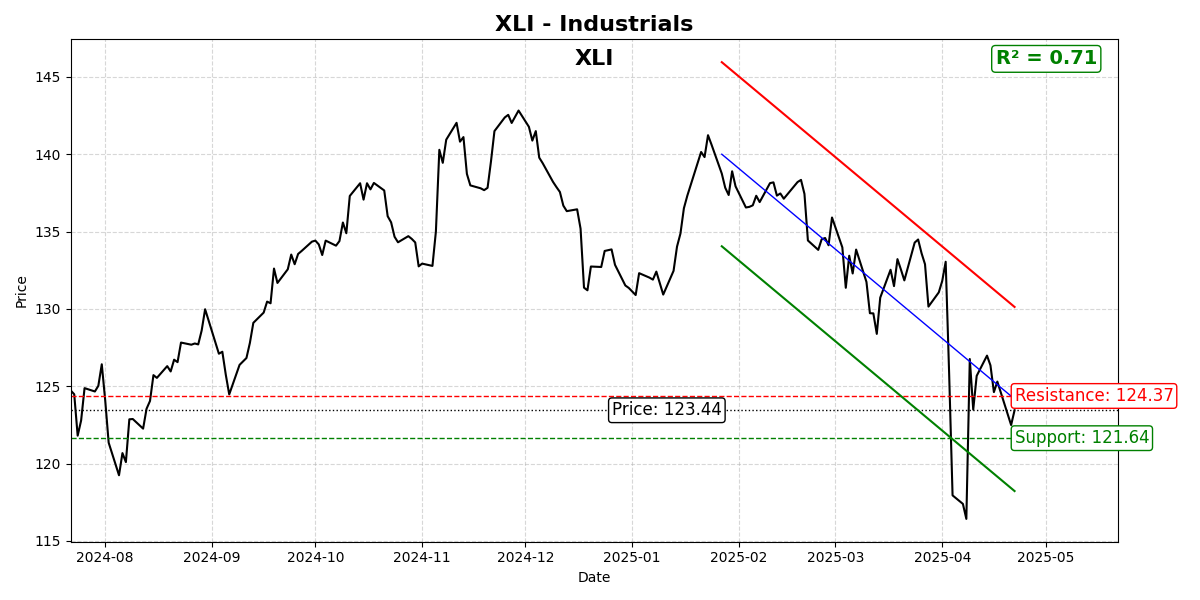 XLI - Industrials
XLI
R² = 0.71
Price
145
140
135
130
125
120
115
Resistance: 124.37
Price: 123.44
Support: 121.64
2024-08
2024-09
2024-10
2024-11
2024-12
2025-01
2025-02
2025-03
2025-04
2025-05
Date